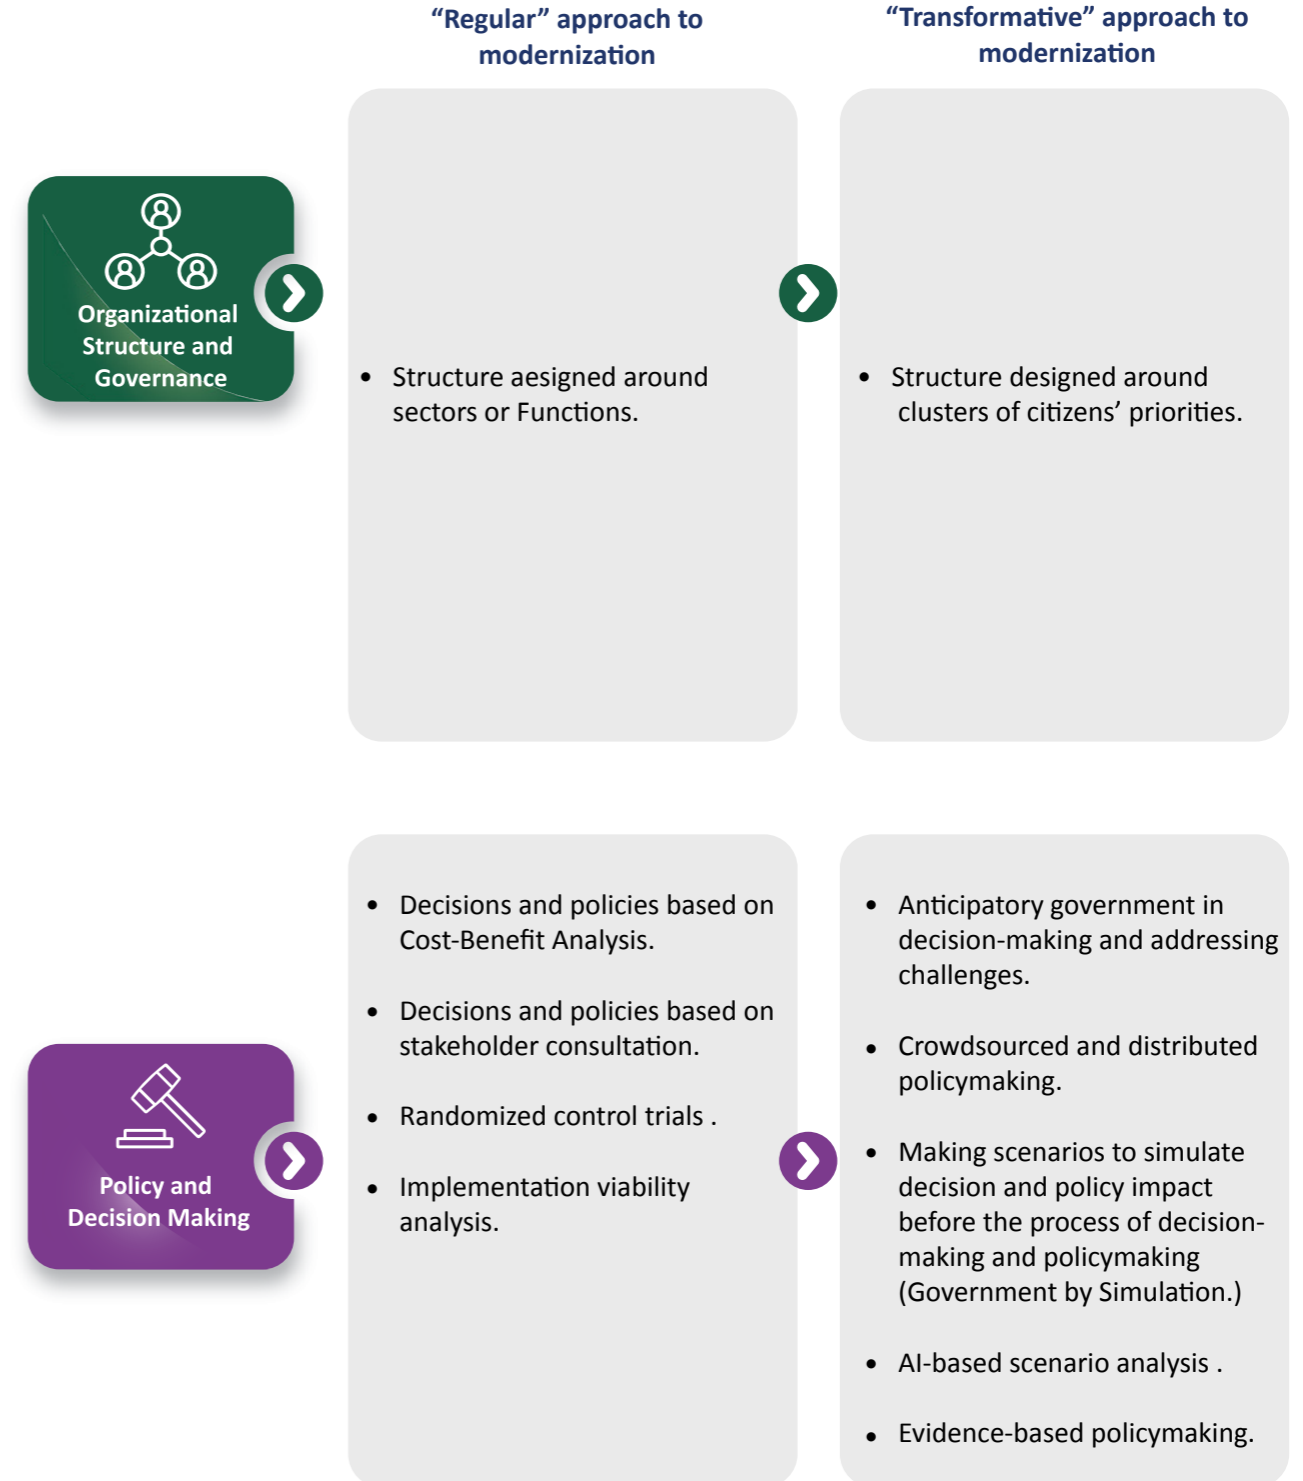 “Regular” approach to
modernization
“Transformative” approach to
modernization
Organizational
Structure and
Governance
• Structure aesigned around
sectors or Functions.
• Structure designed around
clusters of citizens’ priorities.
Policy and
Decision Making
• Decisions and policies based on
Cost-Benefit Analysis.
• Decisions and policies based on
stakeholder consultation.
• Randomized control trials .
• Implementation viability
analysis.
• Anticipatory government in
decision-making and addressing
challenges.
• Crowdsourced and distributed
policymaking.
• Making scenarios to simulate
decision and policy impact
before the process of decision-
making and policymaking
(Government by Simulation.)
• AI-based scenario analysis .
• Evidence-based policymaking.